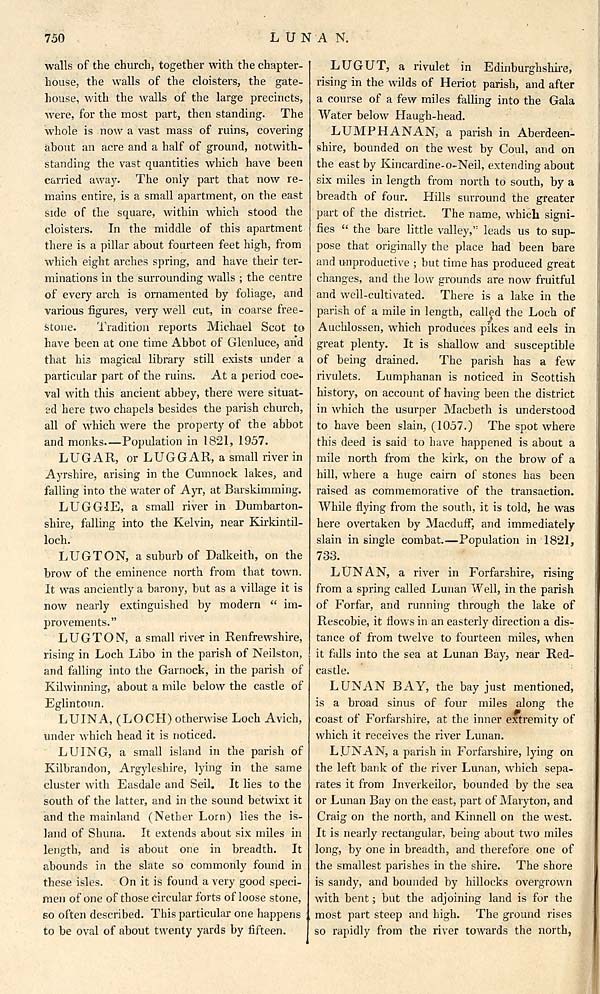 750
LUNAN.
walls of the church, together with the chapter-
house, the walls of the cloisters, the gate-
house, with the walls of the large precincts,
were, for the most part, then standing. The
whole is now a vast mass of ruins, covering
about an acre and a half of ground, notwith-
standing the vast quantities which have been
carried away. The only part that now re-
mains entire, is a small apartment, on the east
side of the square, within which stood the
cloisters. In the middle of this apartment
there is a pillar about fourteen feet high, from
which eight arches spring, and have their ter-
minations in the surrounding walls ; the centre
of every arch is ornamented by foliage, and
various figures, very well cut, in coarse free-
stone. Tradition reports Michael Scot to
have been at one time Abbot of Glenluce, and
that his magical library still exists under a
particular part of the ruins. At a period coe-
val with this ancient abbey, there were situat-
ed here two chapels besides the parish church,
all of which were the property of the abbot
and monks.—Population in 1821, 1957.
LUGAR, or LUGGAR, a small river in
Ayrshire, arising in the Cumnock lakes, and
falling into the water of Ayr, at Barskimming.
LUGGIE, a small river in Dumbarton-
shire, falling into the Kelvin, near Kirkintil-
loch.
LUGTON, a suburb of Dalkeith, on the
brow of the eminence north from that town.
It was anciently a barony, but as a village it is
now nearly extinguished by modern " im-
provements."
LUGTON, a small river in Renfrewshire,
rising in Loch Libo in the parish of Neilston,
and falling into the Garnock, in the parish of
Kilwinning, about a mile below the castle of
Eglintoun.
LUINA, (LOCH) otherwise Loch Avich,
under which head it is noticed.
LUING, a small island in the parish of
Kilbrandon, Argyleshire, lying in the same
cluster with Easdale and Seil. It lies to the
south of the latter, and in the sound betwixt it
and the mainland (Nether Lorn) lies the is-
land of Shuna. It extends about six miles in
length, and is about one in breadth. It
abounds in the slate so commonly found in
these isles. On it is found a very good speci-
men of one of those circular forts of loose stone,
so often described. This particular one happens
to be oval of about twenty yards by fifteen.
LUGUT, a rivulet in Edinburghshire,
rising in the wilds of Heriot parish, and after
a course of a few miles falling into the Gala
Water below Haugh-head.
LUMPHANAN, a parish in Aberdeen-
shire, bounded on the west by Coul, and on
the east by Kincardine-o-Neil, extending about
six miles in length from north to south, by a
breadth of four. Hills surround the greater
part of the district. The name, which signi-
fies " the bare little valley," leads us to sup-
pose that originally the place had been bare
and unproductive ; but time has produced great
changes, and the low grounds are now fruitful
and well-cultivated. There is a lake in the
parish of a mile in length, called the Loch of
Auchlossen, which produces pikes and eels in
great plenty. It is shallow and susceptible
of being drained. The parish has a few
rivulets. Lumphanan is noticed in Scottish
history, on account of having been the district
in which the usurper Macbeth is understood
to have been slain, (1057.) The spot where
this deed is said to have happened is about a
mile north from the kirk, on the brow of a
hill, where a huge cairn of stones has been
raised as commemorative of the transaction.
While flying from the south, it is told, he was
here overtaken by Macduff, and immediately
slain in single combat.—Population in 1821,
733.
LUNAN, a river in Forfarshire, rising
from a spring called Lunan Well, in the parish
of Forfar, and running through the lake of
Rescobie, it flows in an easterly direction a dis-
tance of from twelve to fourteen miles, when
it falls into the sea at Lunan Bay, near Red-
castle.
LUNAN BAY, the bay just mentioned,
is a broad sinus of four miles along the
coast of Forfarshire, at the inner extremity of
which it receives the river Lunan.
LUNAN, a parish in Forfarshire, lying on
the left bank of the river Lunan, which sepa-
rates it from Inverkeilor, bounded by the sea
or Lunan Bay on the east, part of Maryton, and
Craig on the north, and Kinnell on the west.
It is nearly rectangular, being about two miles
long, by one in breadth, and therefore one of
the smallest parishes in the shire. The shore
is sandy, and bounded by hillocks overgrown
with bent ; but the adjoining land is for the
most part steep and high. The ground rises
so rapidly from the river towards the north,